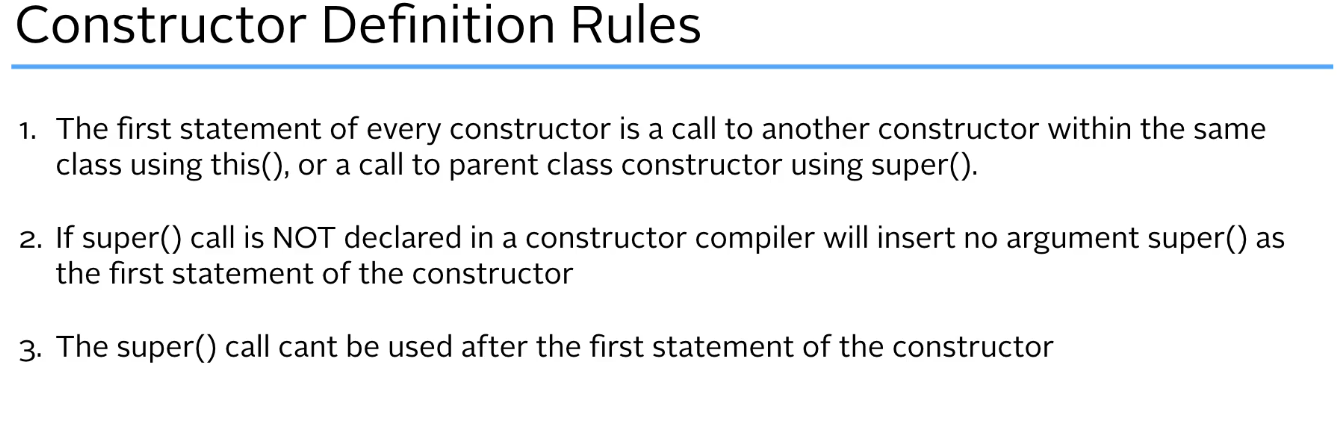 Constructor Definition Rules
1. The first statement of every constructor is a call to another constructor within the same
class using this(), or a call to parent class constructor using super().
2. If super() call is NOT declared in a constructor compiler will insert no argument super() as
the first statement of the constructor
3. The super() call cant be used after the first statement of the constructor